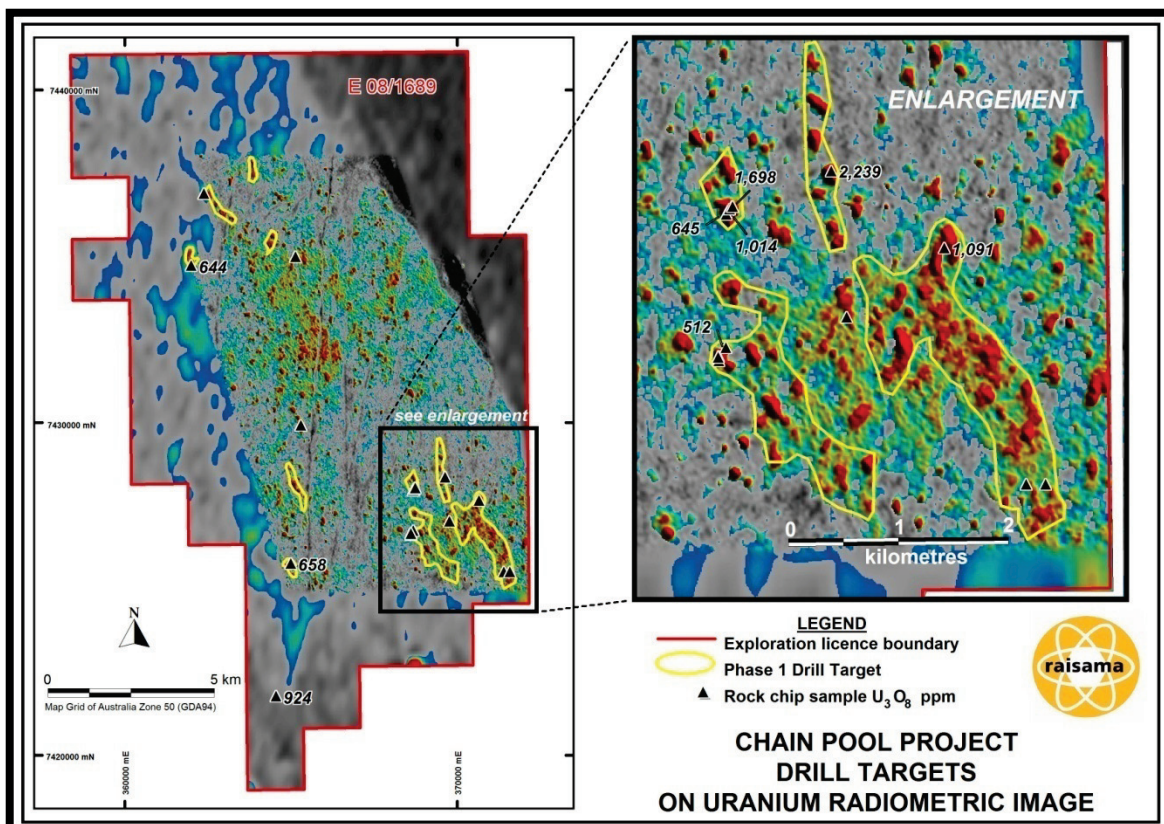 7440000 mN
7430000 mN
7420000 mN
360000 mE
370000 mE
E 08/1689
644
see enlargement
658
924
N
0 5 km
Map Grid of Australia Zone 50 (GDA94)
ENLARGEMENT
2,239
1,698
645
1,014
1,091
512
0 1 2
kilometres
LEGEND
Exploration licence boundary
Phase 1 Drill Target
Rock chip sample U₃O₈ ppm
raisama
CHAIN POOL PROJECT
DRILL TARGETS
ON URANIUM RADIOMETRIC IMAGE